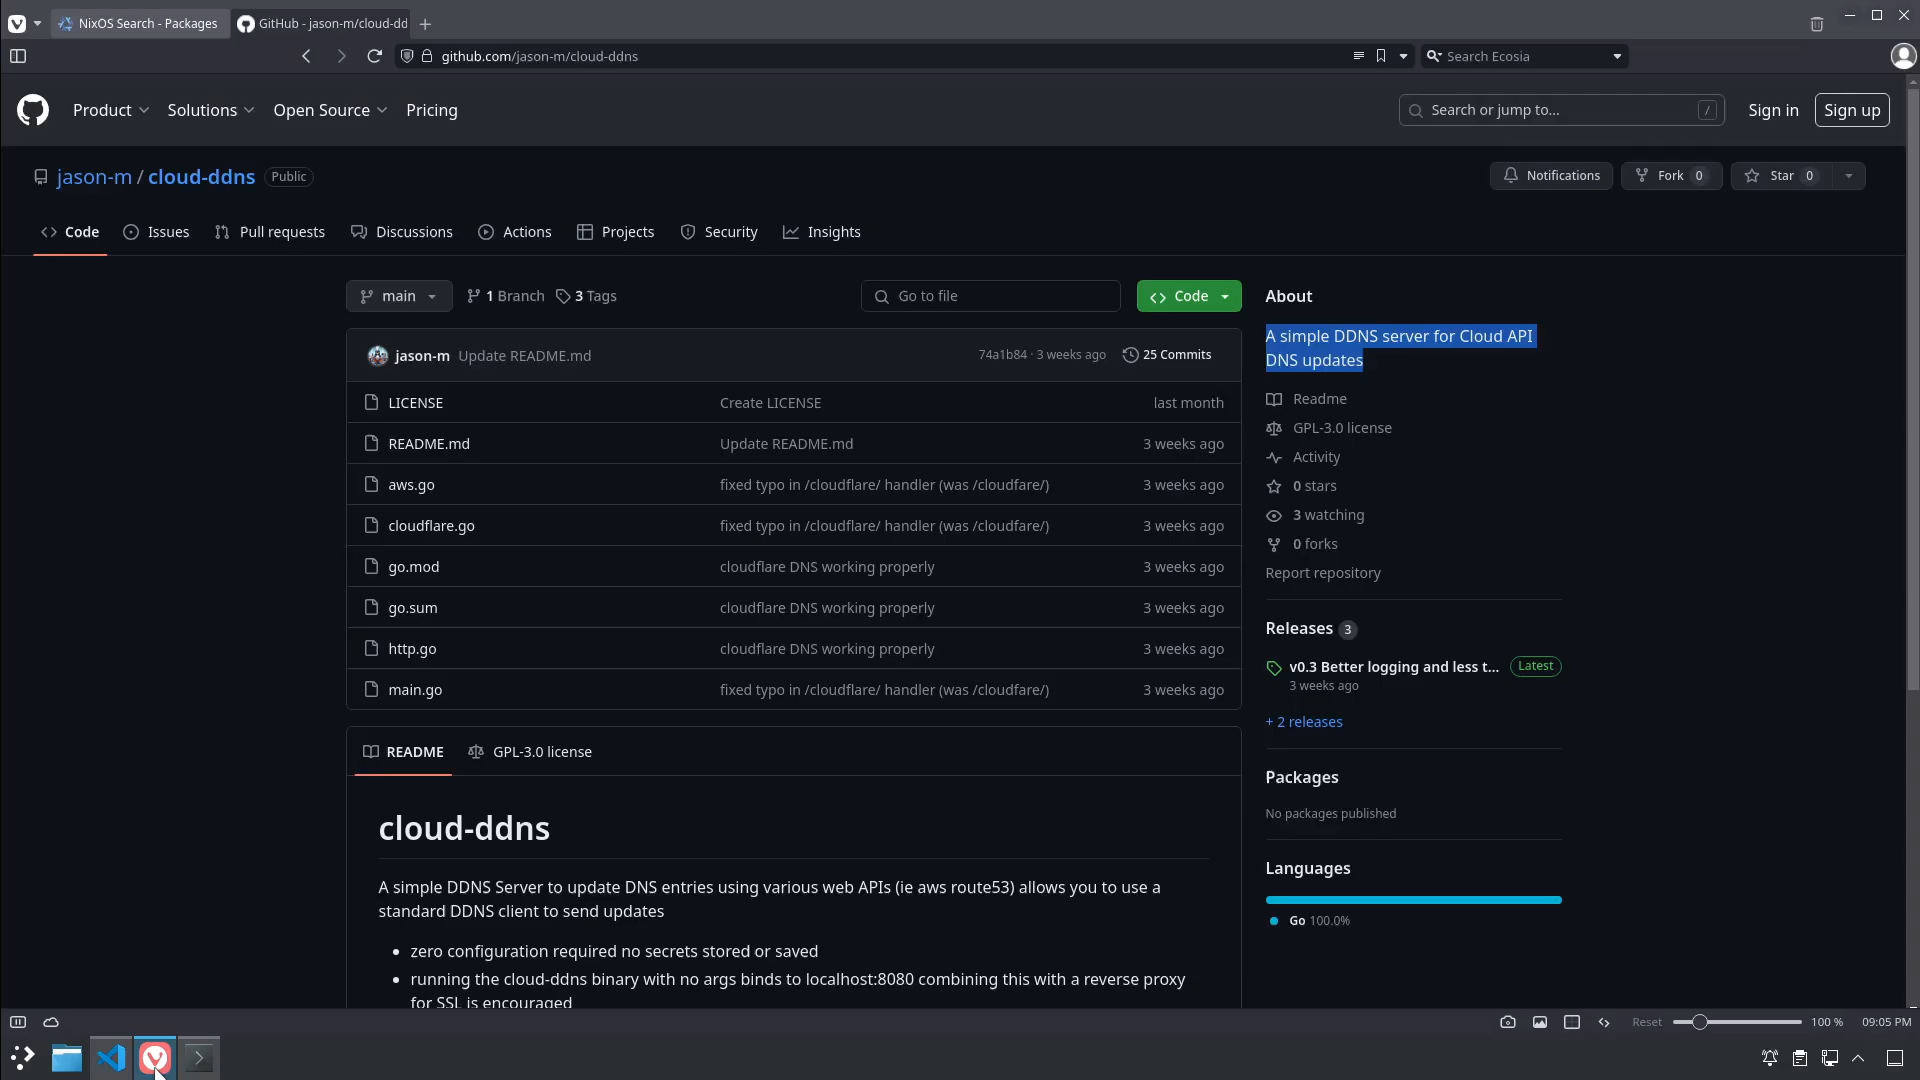 NixOS Search - Packages
GitHub - jason-m/cloud-dd
github.com/jason-m/cloud-ddns
Search Ecosia
Product
Solutions
Open Source
Pricing
Search or jump to...
/
Sign in
Sign up
jason-m / cloud-ddns
Public
Notifications
Fork 0
Star 0
Code
Issues
Pull requests
Discussions
Actions
Projects
Security
Insights
main
1 Branch
3 Tags
Go to file
Code
jason-m Update README.md
74a1b84 · 3 weeks ago
25 Commits
LICENSE Create LICENSE last month
README.md Update README.md 3 weeks ago
aws.go fixed typo in /cloudflare/ handler (was /cloudfare/) 3 weeks ago
cloudflare.go fixed typo in /cloudflare/ handler (was /cloudfare/) 3 weeks ago
go.mod cloudflare DNS working properly 3 weeks ago
go.sum cloudflare DNS working properly 3 weeks ago
http.go cloudflare DNS working properly 3 weeks ago
main.go fixed typo in /cloudflare/ handler (was /cloudfare/) 3 weeks ago
README
GPL-3.0 license
cloud-ddns
A simple DDNS Server to update DNS entries using various web APIs (ie aws route53) allows you to use a
standard DDNS client to send updates
• zero configuration required no secrets stored or saved
• running the cloud-ddns binary with no args binds to localhost:8080 combining this with a reverse proxy
for SSL is encouraged
About
A simple DDNS server for Cloud API
DNS updates
Readme
GPL-3.0 license
Activity
0 stars
3 watching
0 forks
Report repository
Releases 3
v0.3 Better logging and less t...
Latest
3 weeks ago
+ 2 releases
Packages
No packages published
Languages
Go 100.0%
Reset
100 %
09:05 PM